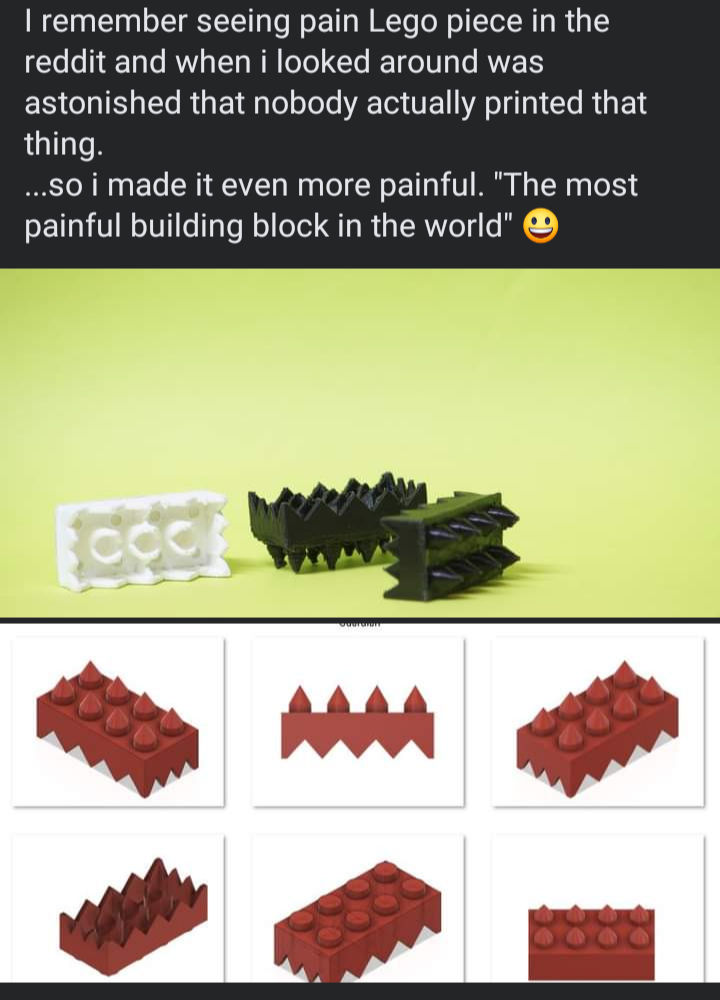 I remember seeing pain Lego piece in the
reddit and when i looked around was
astonished that nobody actually printed that
thing.
...so i made it even more painful. "The most
painful building block in the world" 😀